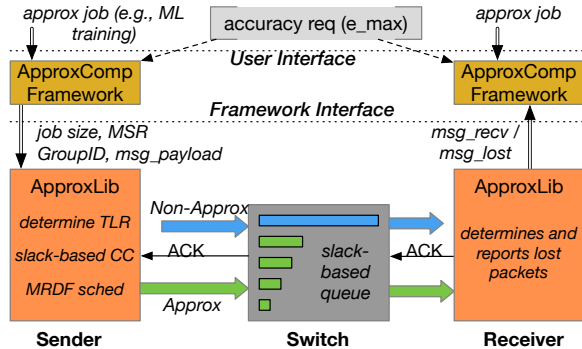 approx job (e.g., ML
training)
accuracy req (e_max)
approx job
User Interface
ApproxComp
Framework
ApproxComp
Framework
Framework Interface
job size, MSR
GroupID, msg_payload
msg_recv /
msg_lost
ApproxLib
determine TLR
slack-based CC
MRDF sched
Non-Approx
ACK
Approx
slack-
based
queue
ACK
ApproxLib
determines and
reports lost
packets
Sender
Switch
Receiver